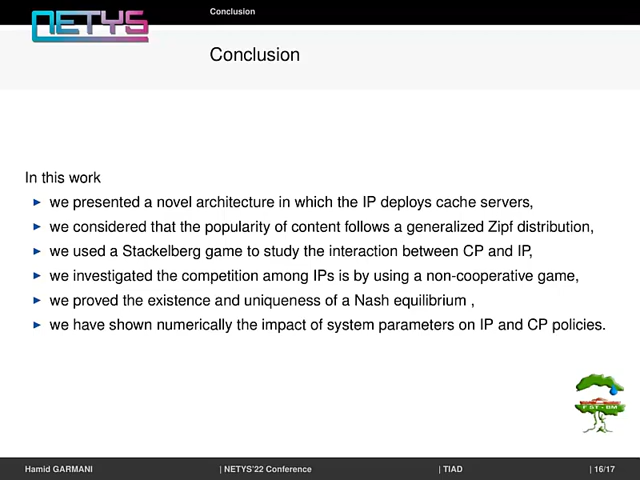 Conclusion
NETYS
Conclusion
In this work
we presented a novel architecture in which the IP deploys cache servers,
we considered that the popularity of content follows a generalized Zipf distribution,
we used a Stackelberg game to study the interaction between CP and IP,
we investigated the competition among IPs is by using a non-cooperative game,
we proved the existence and uniqueness of a Nash equilibrium ,
we have shown numerically the impact of system parameters on IP and CP policies.
FST-BM
Hamid GARMANI | NETYS'22 Conference | TIAD | 16/17